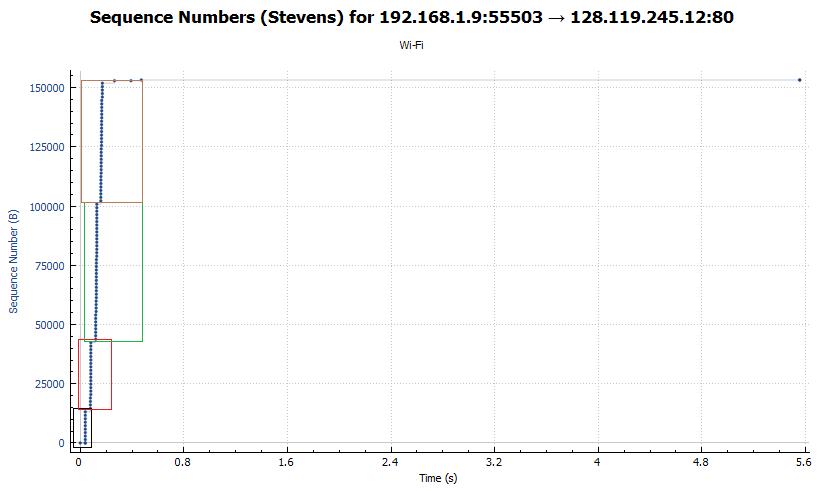 Sequence Numbers (Stevens) for 192.168.1.9:55503 → 128.119.245.12:80
Wi-Fi
150000
125000
100000
75000
50000
25000
0
Sequence Number (B)
0 0.8 1.6 2.4 3.2 4 4.8 5.6
Time (s)